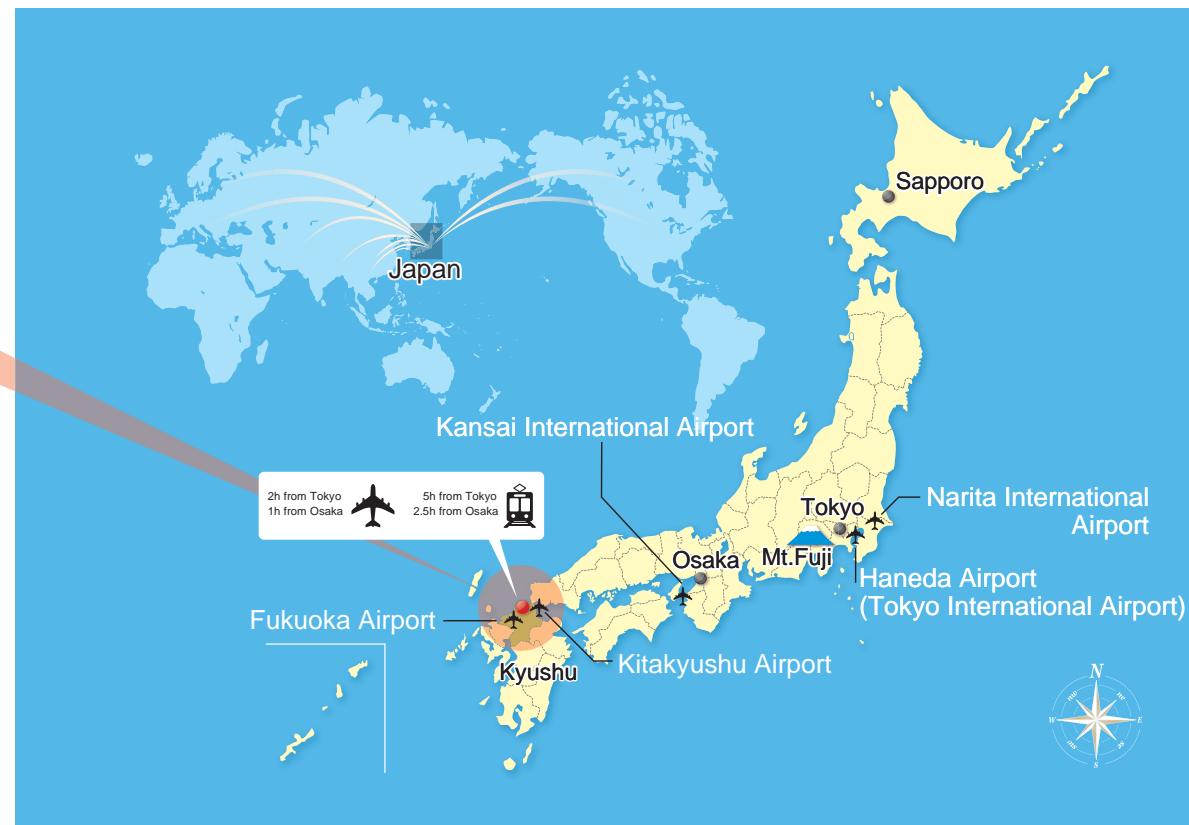 Sapporo
Japan
Kansai International Airport
2h from Tokyo
1h from Osaka
5h from Tokyo
2.5h from Osaka
Tokyo
Narita International
Airport
Mt.Fuji
Osaka
Haneda Airport
(Tokyo International Airport)
Fukuoka Airport
Kitakyushu Airport
Kyushu
N
W
E
S